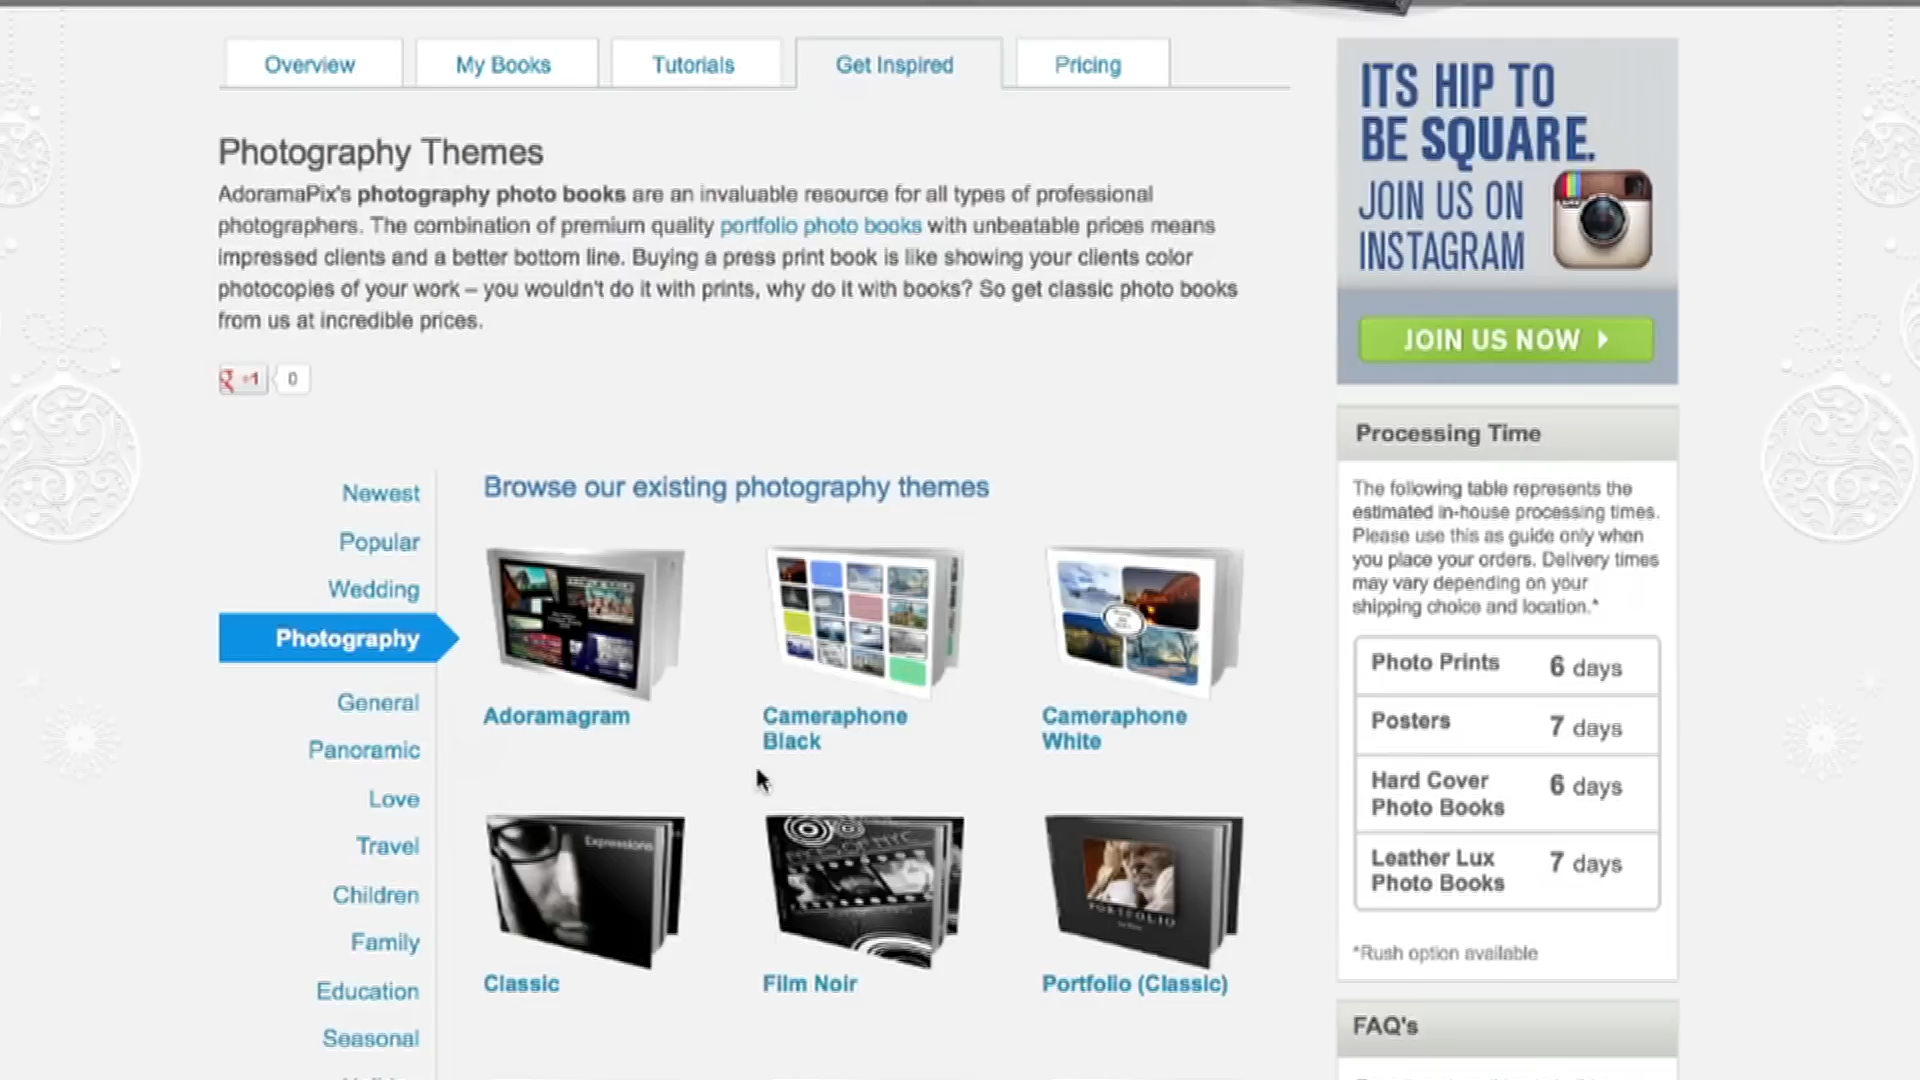 Overview
My Books
Tutorials
Get Inspired
Pricing
Photography Themes
AdoramaPix's photography photo books are an invaluable resource for all types of professional
photographers. The combination of premium quality portfolio photo books with unbeatable prices means
impressed clients and a better bottom line. Buying a press print book is like showing your clients color
photocopies of your work – you wouldn't do it with prints, why do it with books? So get classic photo books
from us at incredible prices.
+1
0
Newest
Popular
Wedding
Photography
General
Panoramic
Love
Travel
Children
Family
Education
Seasonal
Browse our existing photography themes
Adoramagram
Cameraphone
Black
Cameraphone
White
Expressions
PORTFOLIO
Classic
Film Noir
Portfolio (Classic)
ITS HIP TO
BE SQUARE.
JOIN US ON
INSTAGRAM
JOIN US NOW
Processing Time
The following table represents the
estimated in-house processing times.
Please use this as guide only when
you place your orders. Delivery times
may vary depending on your
shipping choice and location.*
Photo Prints 6 days
Posters 7 days
Hard Cover
Photo Books 6 days
Leather Lux
Photo Books 7 days
*Rush option available
FAQ's